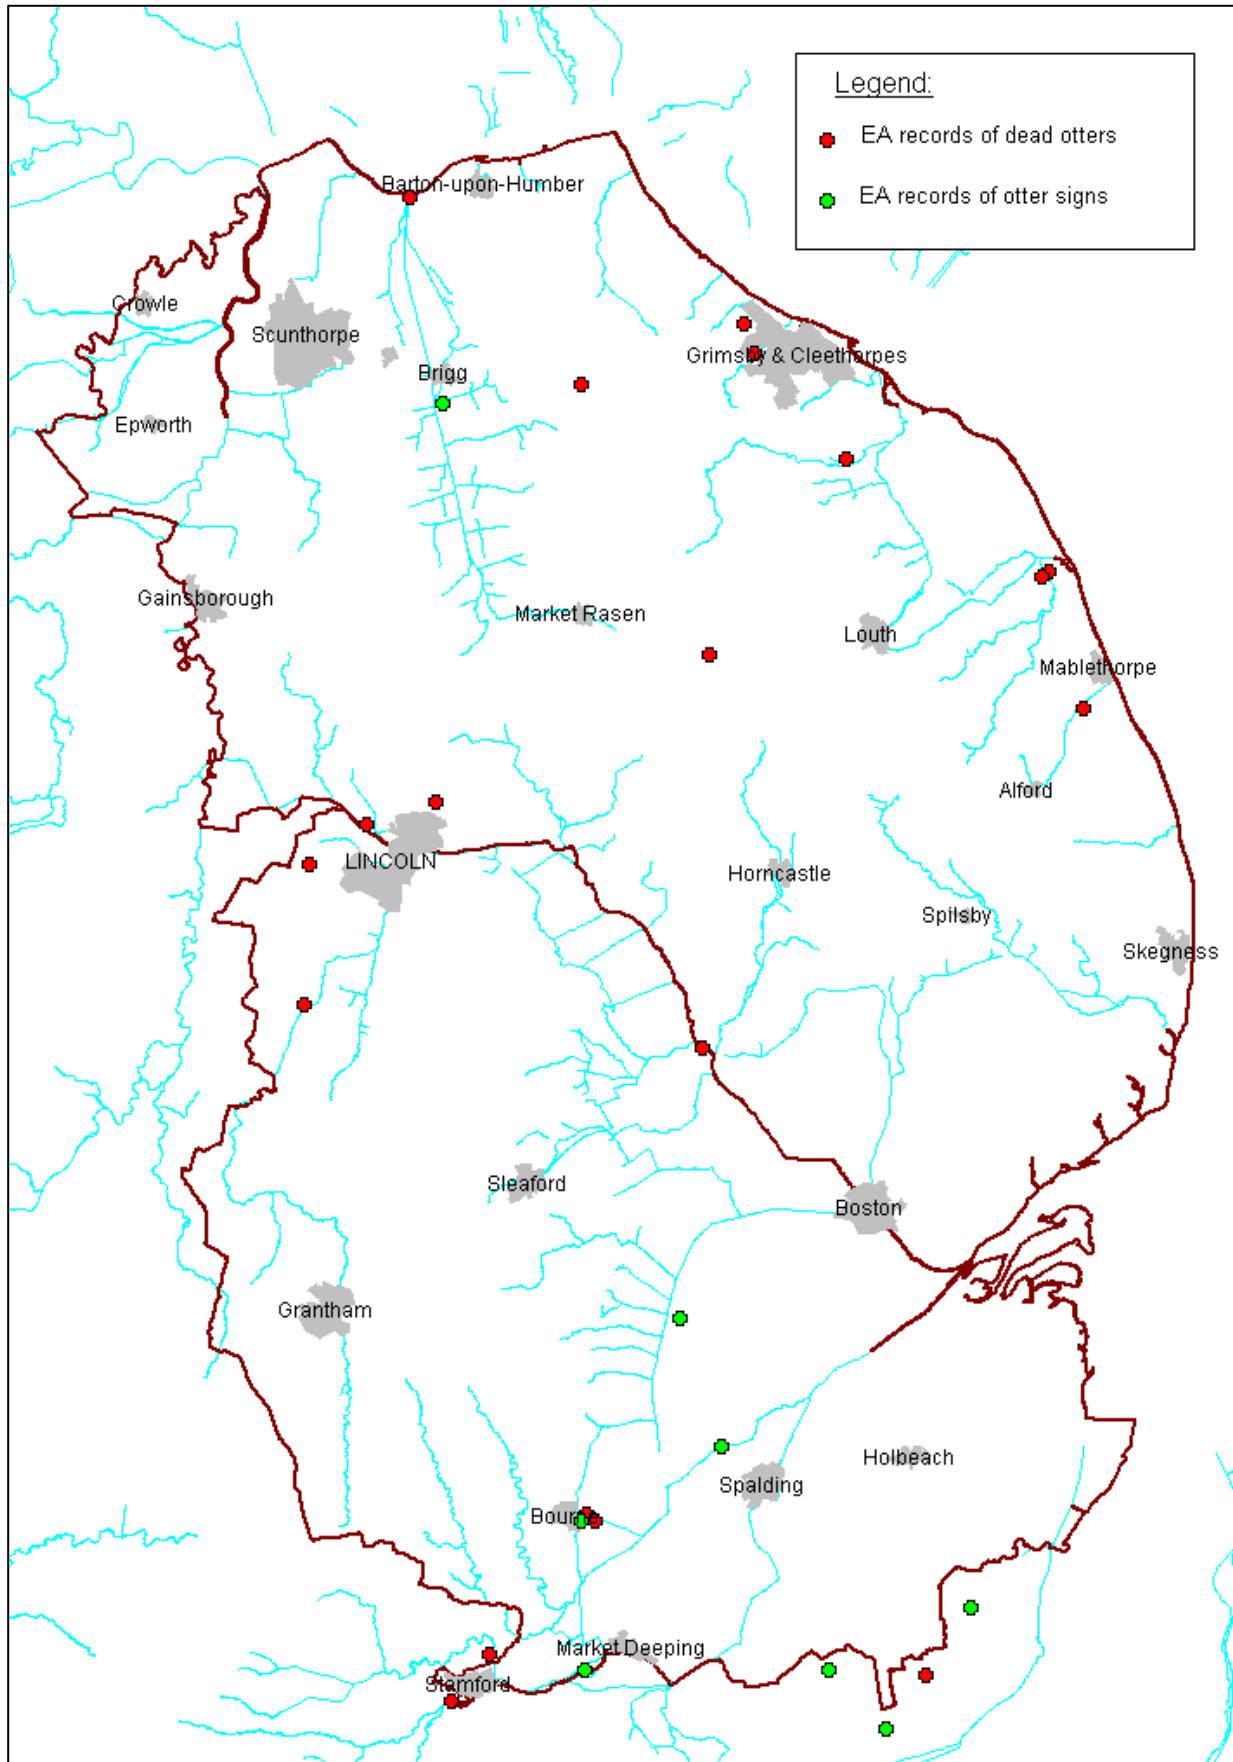 Legend:
EA records of dead otters
EA records of otter signs
Barton-upon-Humber
Crowle
Scunthorpe
Grimsby & Cleethorpes
Brigg
Epworth
Gainsborough
Market Rasen
Louth
Mablethorpe
Alford
LINCOLN
Horncastle
Spilsby
Skegness
Sleaford
Boston
Grantham
Holbeach
Spalding
Bour
Market Deeping
Stamford